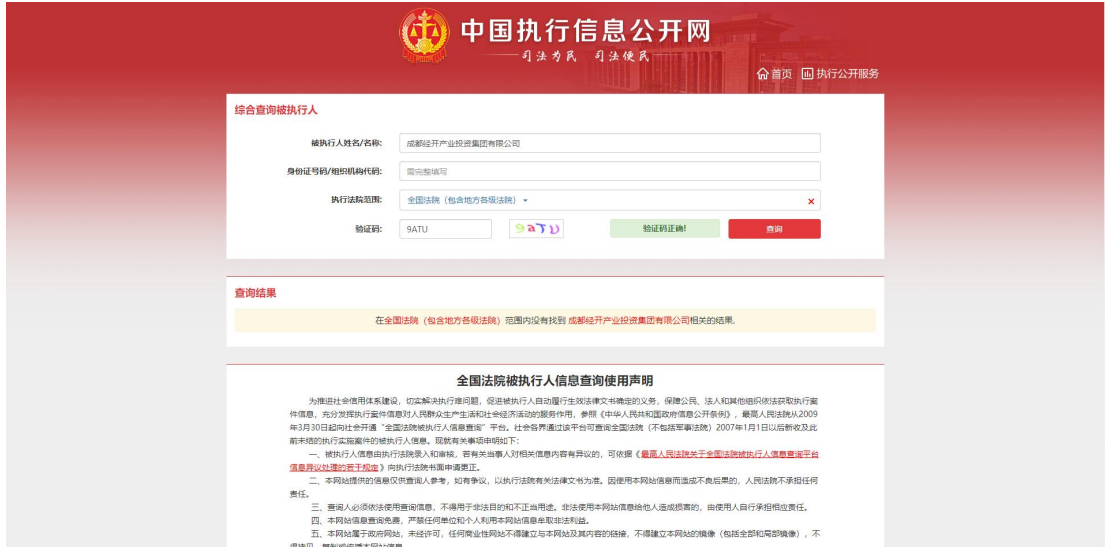 中国执行信息公开网
司法为民 司法便民
首页 执行公开服务
综合查询被执行人
被执行人姓名/名称: 成都经开产业投资集团有限公司
身份证号码/组织机构代码: 需完整填写
执行法院范围: 全国法院（包含地方各级法院）
验证码: 9ATU 9aTU 验证码正确! 查询
查询结果
在全国法院（包含地方各级法院）范围内没有找到 成都经开产业投资集团有限公司相关的结果.
全国法院被执行人信息查询使用声明
为推进社会信用体系建设，切实解决执行难问题，促进被执行人自动履行生效法律文书确定的义务，保障公民、法人和其他组织依法获取执行案
件信息，充分发挥执行案件信息对人民群众生产生活和社会经济活动的服务作用，参照《中华人民共和国政府信息公开条例》，最高人民法院从2009
年3月30日起向社会开通“全国法院被执行人信息查询”平台。社会各界通过该平台可查询全国法院（不包括军事法院）2007年1月1日以后新收及此
前未结的执行实施案件的被执行人信息。现就有关事项申明如下：
一、被执行人信息由执行法院录入和审核，若有关当事人对相关信息内容有异议的，可依据《最高人民法院关于全国法院被执行人信息查询平台
信息异议处理的若干规定》向执行法院书面申请更正。
二、本网站提供的信息仅供查询人参考，如有争议，以执行法院有关法律文书为准。因使用本网站信息而造成不良后果的，人民法院不承担任何
责任。
三、查询人必须依法使用查询信息，不得用于非法目的和不正当用途。非法使用本网站信息给他人造成损害的，由使用人自行承担相应责任。
四、本网站信息查询免费，严禁任何单位和个人利用本网站信息牟取非法利益。
五、本网站属于政府网站，未经许可，任何商业性网站不得建立与本网站及其内容的链接，不得建立本网站的镜像（包括全部和局部镜像），不
得拷贝、复制或传播本网站信息。